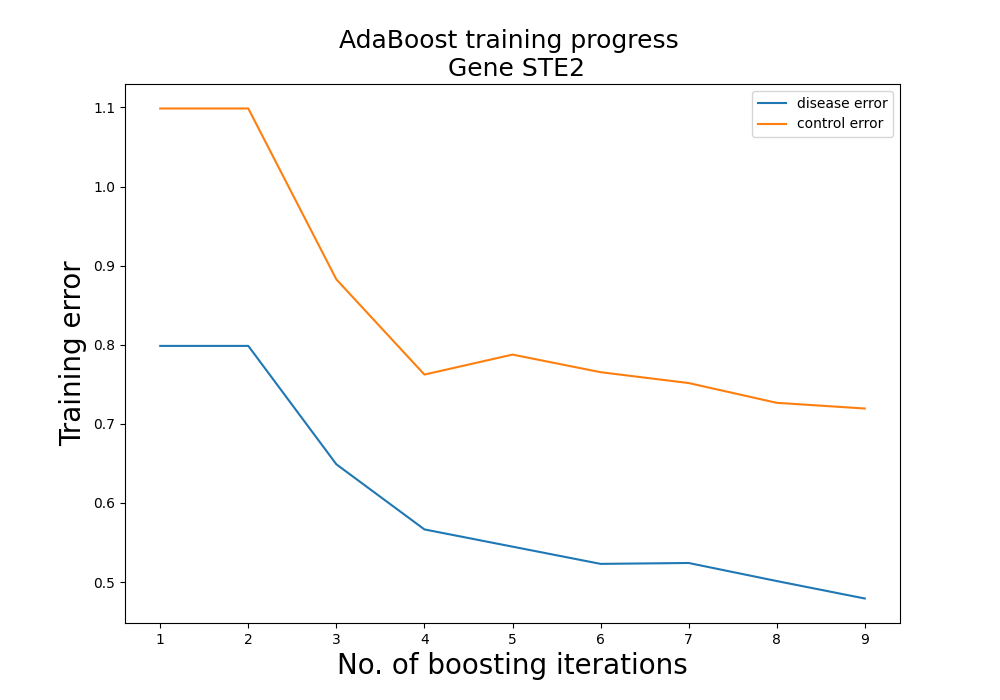 AdaBoost training progress
Gene STE2
disease error
control error
Training error
1.1
1.0
0.9
0.8
0.7
0.6
0.5
1 2 3 4 5 6 7 8 9
No. of boosting iterations